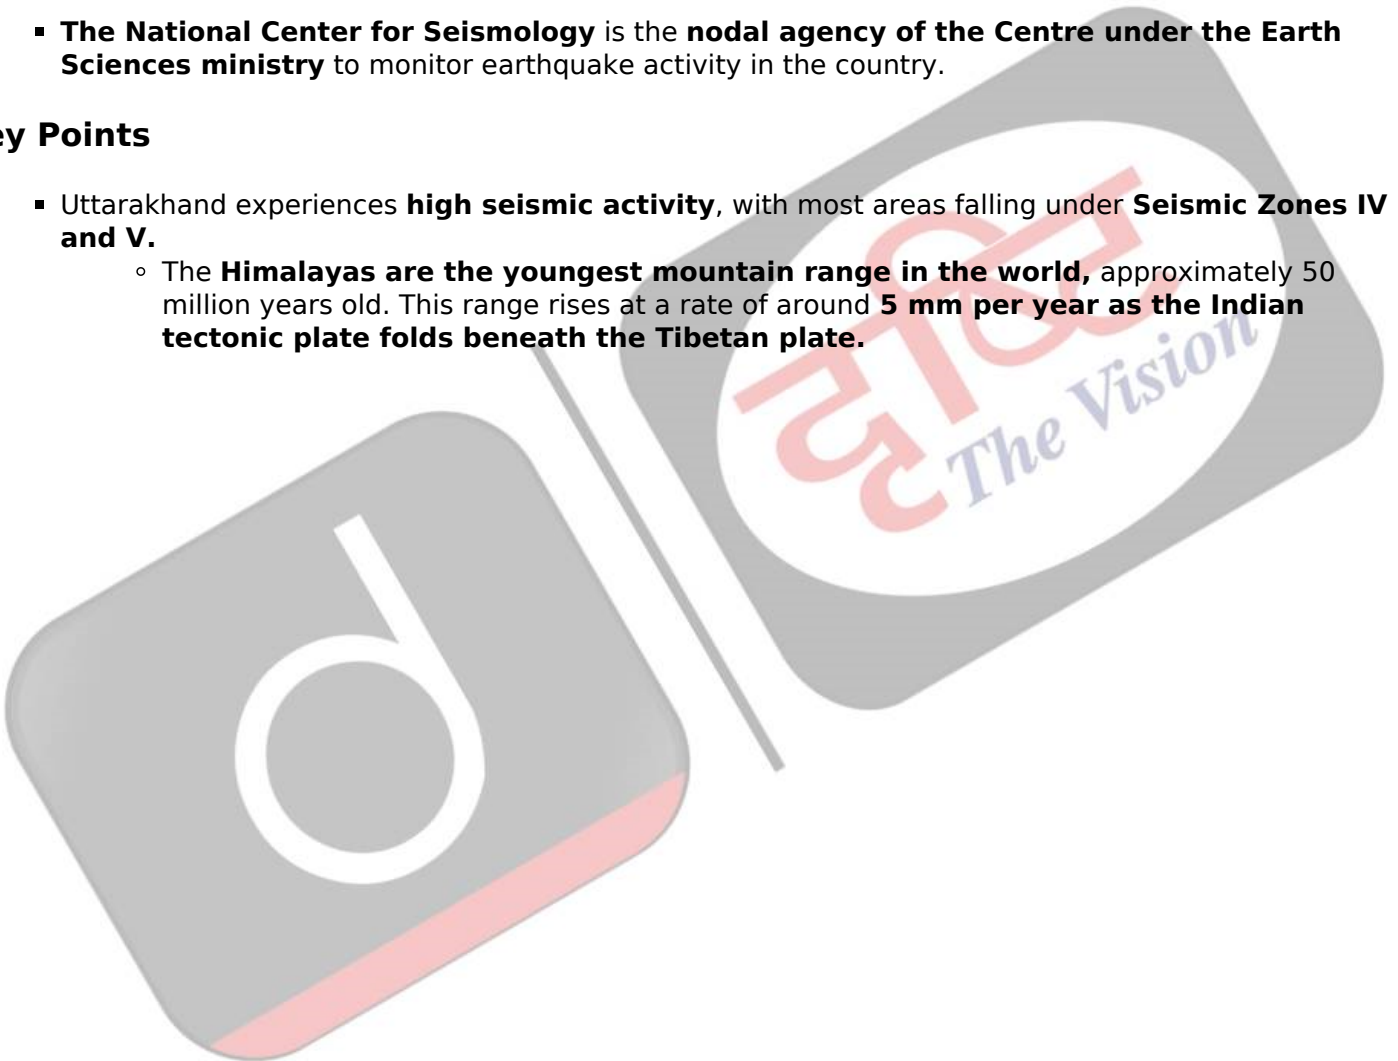 ▪ The National Center for Seismology is the nodal agency of the Centre under the Earth
Sciences ministry to monitor earthquake activity in the country.
ey Points
▪ Uttarakhand experiences high seismic activity, with most areas falling under Seismic Zones IV
and V.
◦ The Himalayas are the youngest mountain range in the world, approximately 50
million years old. This range rises at a rate of around 5 mm per year as the Indian
tectonic plate folds beneath the Tibetan plate.
दृष्टि
The Vision
d